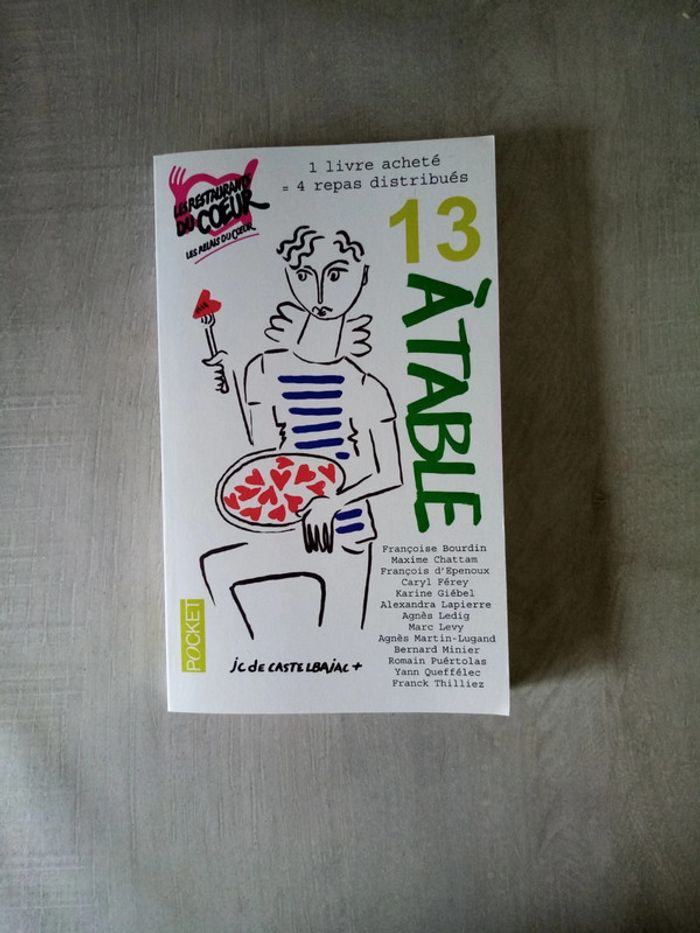 LES RESTAURANTS
DU CŒUR
LES RELAIS DU CŒUR
1 livre acheté
= 4 repas distribués
13
À TABLE
Françoise Bourdin
Maxime Chattam
François d'Epenoux
Caryl Férey
Karine Giébel
Alexandra Lapierre
Agnès Ledig
Marc Levy
Agnès Martin-Lugand
Bernard Minier
Romain Puértolas
Yann Queffélec
Franck Thilliez
POCKET
JC DE CASTELBAJAC +